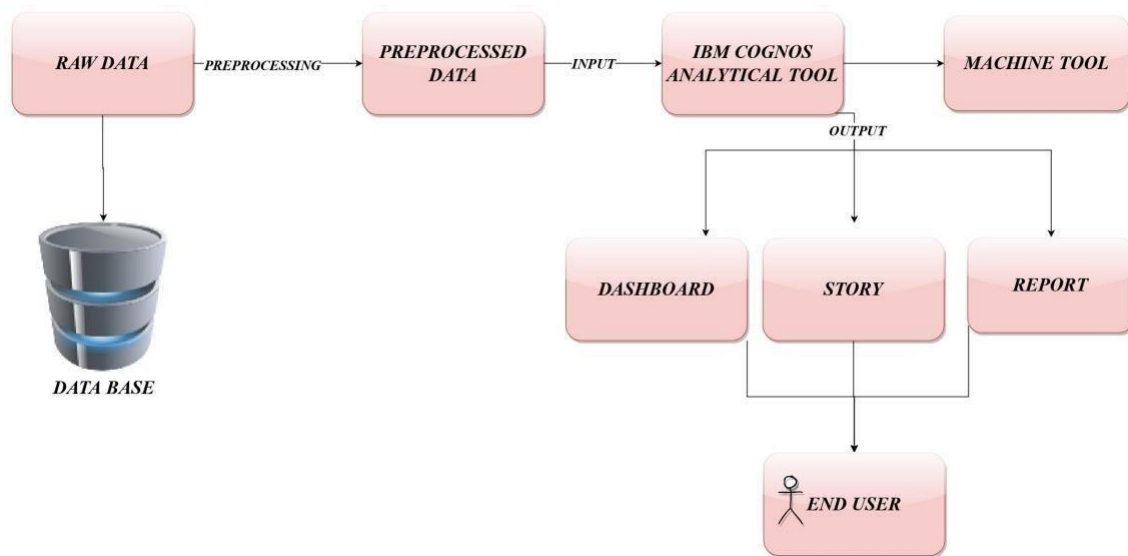 RAW DATA
PREPROCESSING
PREPROCESSED
DATA
INPUT
IBM COGNOS
ANALYTICAL TOOL
MACHINE TOOL
OUTPUT
DASHBOARD
STORY
REPORT
DATA BASE
END USER